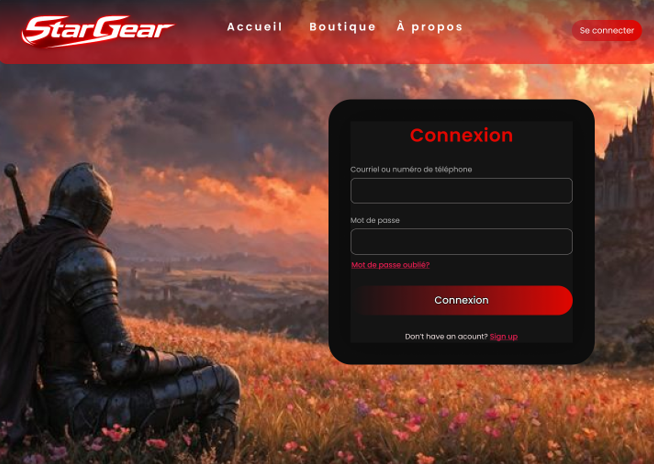 StarGear
Accueil Boutique À propos
Se connecter
Connexion
Courriel ou numéro de téléphone
Mot de passe
Mot de passe oublié?
Connexion
Don't have an acount? Sign up